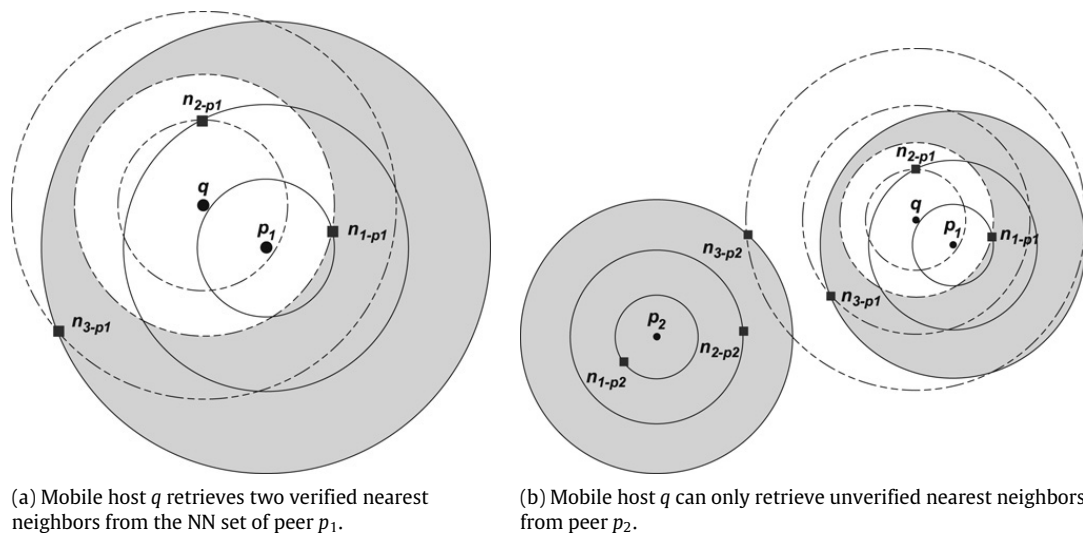 n2-p1
q
p1
n1-p1
n3-p1
n2-p1
q
p1
n1-p1
n3-p2
n3-p1
p2
n2-p2
n1-p2
(a) Mobile host q retrieves two verified nearest
neighbors from the NN set of peer p1.
(b) Mobile host q can only retrieve unverified nearest neighbors
from peer p2.